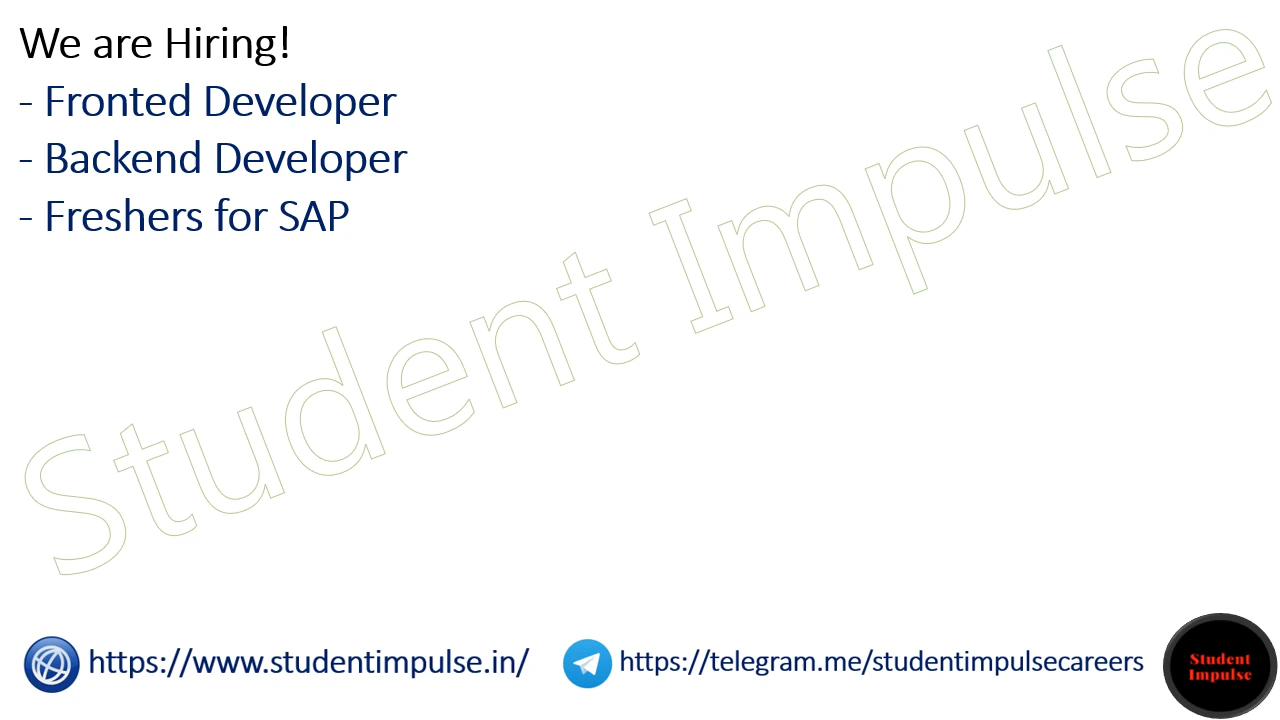 We are Hiring!
- Fronted Developer
- Backend Developer
- Freshers for SAP
Student Impulse
https://www.studentimpulse.in/
https://telegram.me/studentimpulsecareers
Student
Impulse